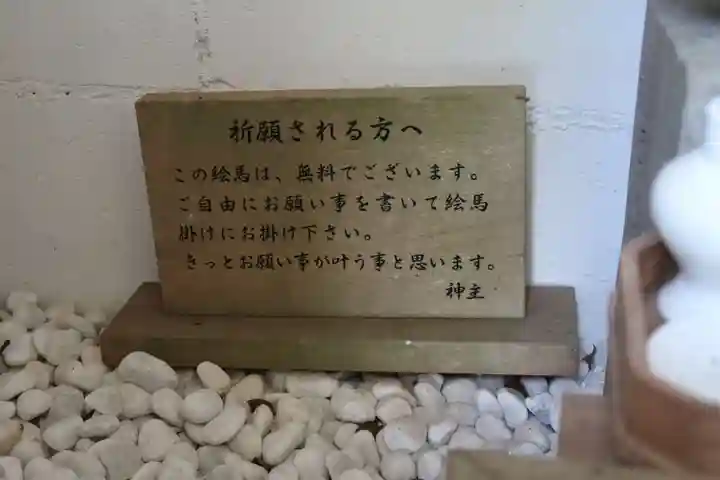 祈願される方へ
この絵馬は、無料でございます。
ご自由にお願い事を書いて絵馬
掛けにお掛け下さい。
きっとお願い事が叶う事と思います。
神主